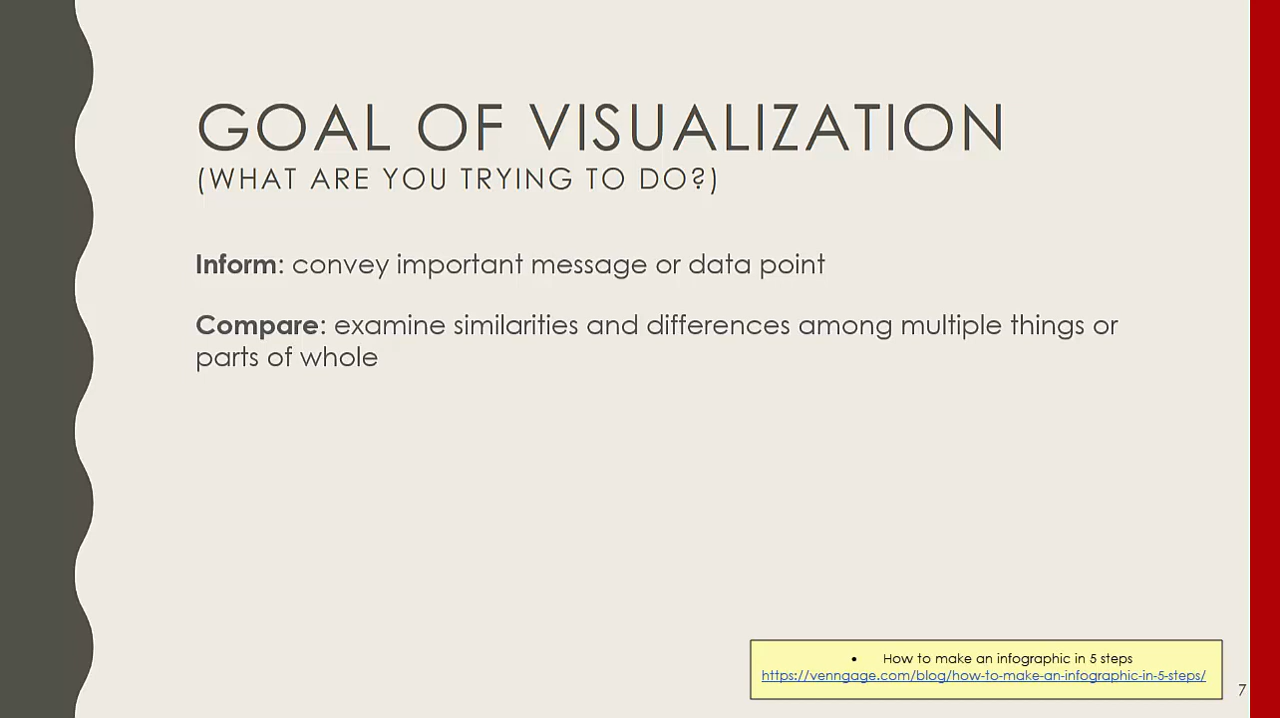 GOAL OF VISUALIZATION
(WHAT ARE YOU TRYING TO DO?)
Inform: convey important message or data point
Compare: examine similarities and differences among multiple things or
parts of whole
• How to make an infographic in 5 steps
https://venngage.com/blog/how-to-make-an-infographic-in-5-steps/
7